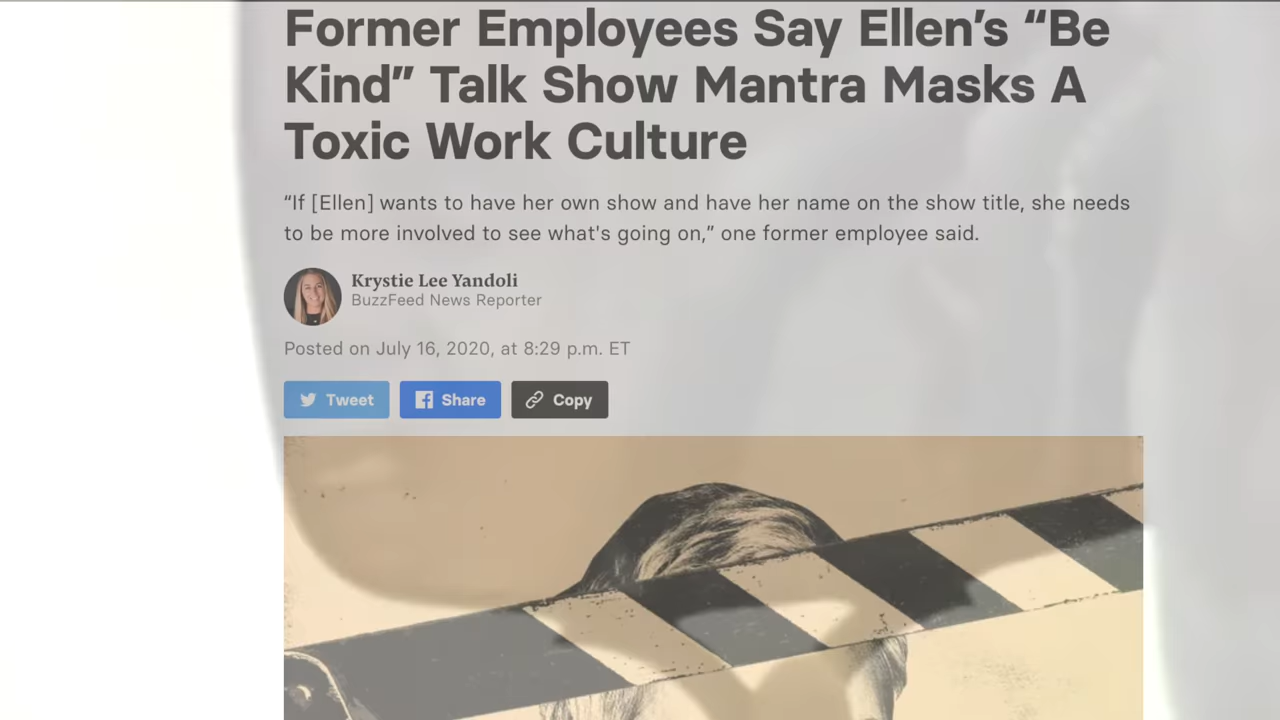 Former Employees Say Ellen’s “Be
Kind” Talk Show Mantra Masks A
Toxic Work Culture
“If [Ellen] wants to have her own show and have her name on the show title, she needs
to be more involved to see what's going on,” one former employee said.
Krystie Lee Yandoli
BuzzFeed News Reporter
Posted on July 16, 2020, at 8:29 p.m. ET
Tweet Share Copy